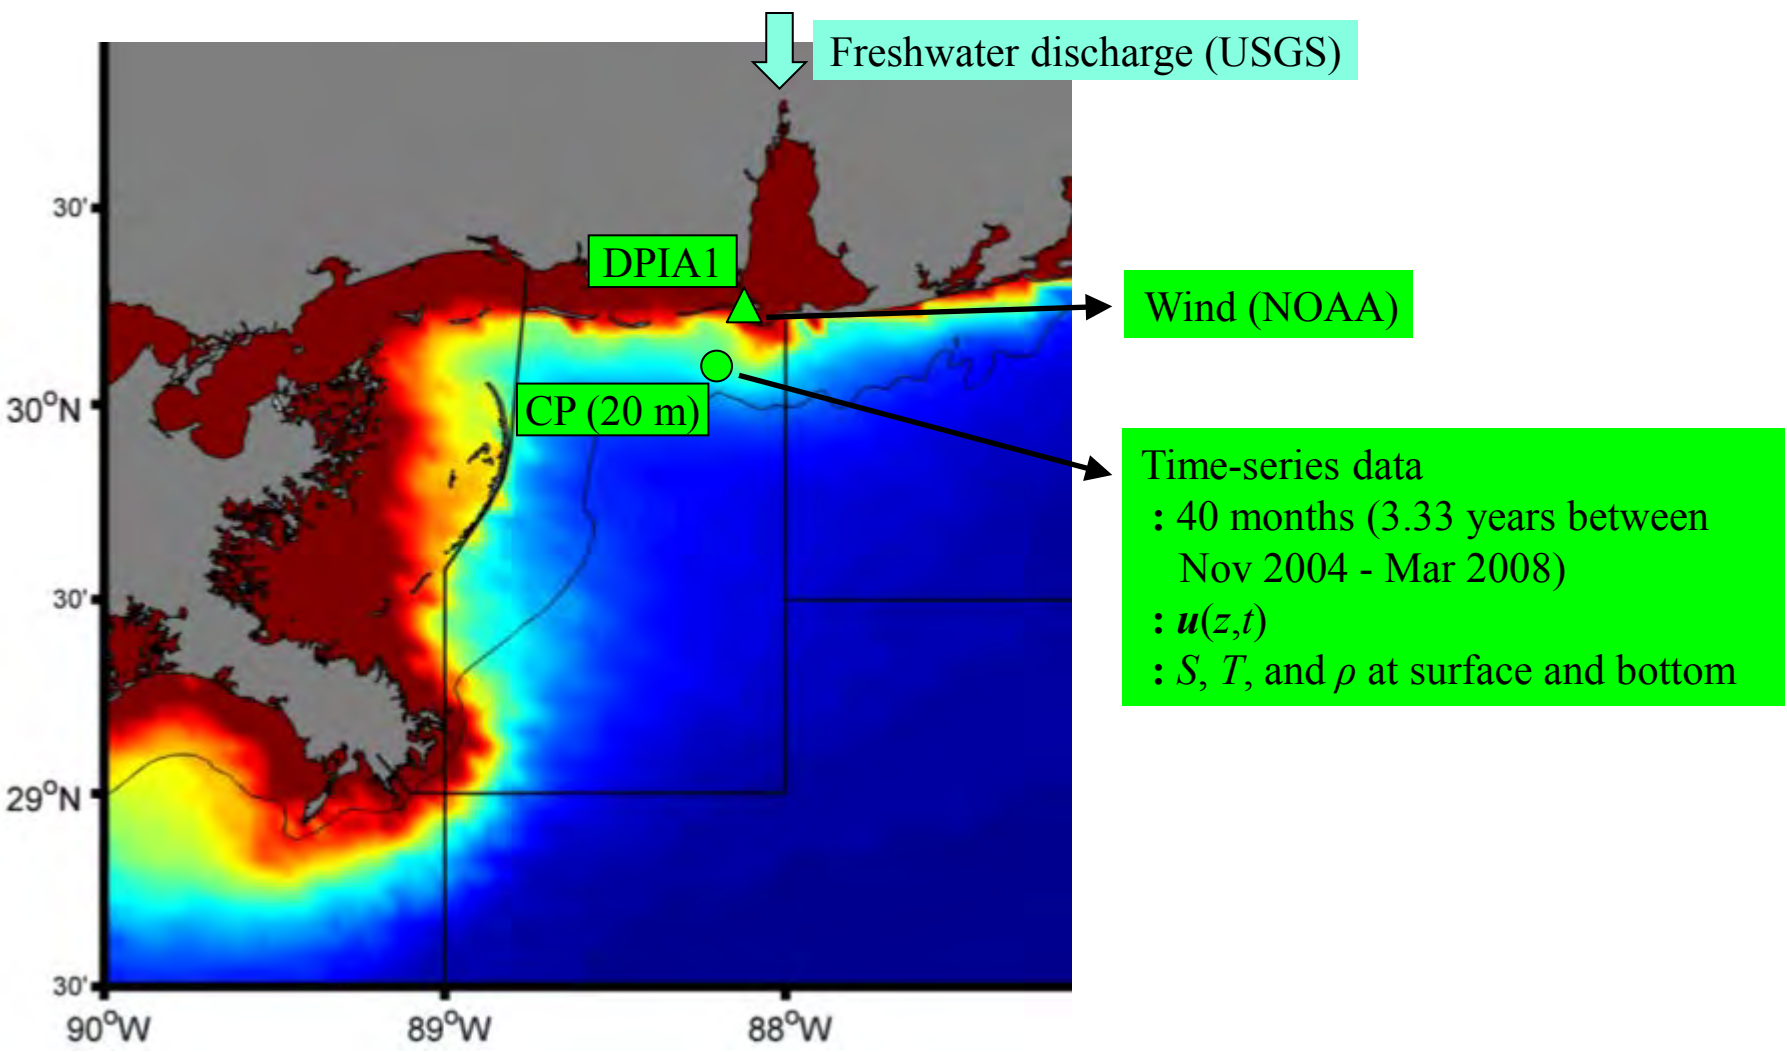 Freshwater discharge (USGS)
30'
DPIA1
Wind (NOAA)
30°N
CP (20 m)
Time-series data
: 40 months (3.33 years between
Nov 2004 - Mar 2008)
: u(z,t)
: S, T, and ρ at surface and bottom
30'
29°N
30'
90°W
89°W
88°W